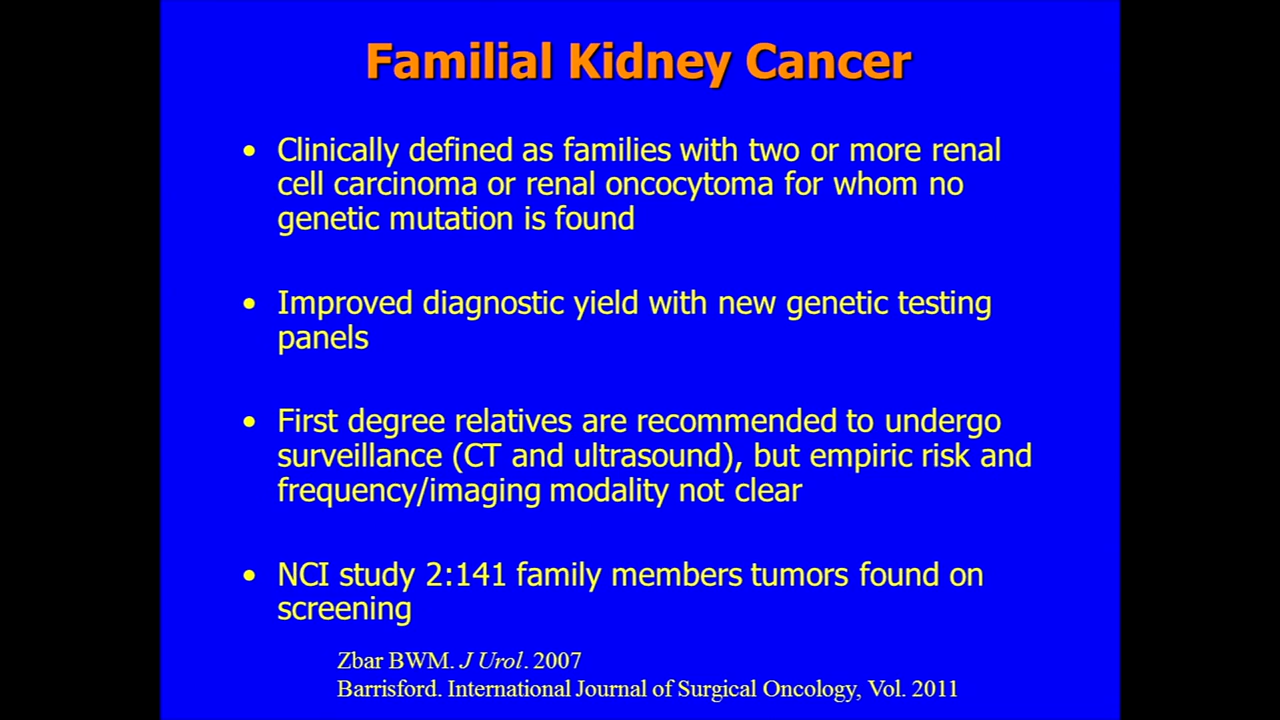 Familial Kidney Cancer
• Clinically defined as families with two or more renal
cell carcinoma or renal oncocytoma for whom no
genetic mutation is found
• Improved diagnostic yield with new genetic testing
panels
• First degree relatives are recommended to undergo
surveillance (CT and ultrasound), but empiric risk and
frequency/imaging modality not clear
• NCI study 2:141 family members tumors found on
screening
Zbar BWM. J Urol. 2007
Barrisford. International Journal of Surgical Oncology, Vol. 2011